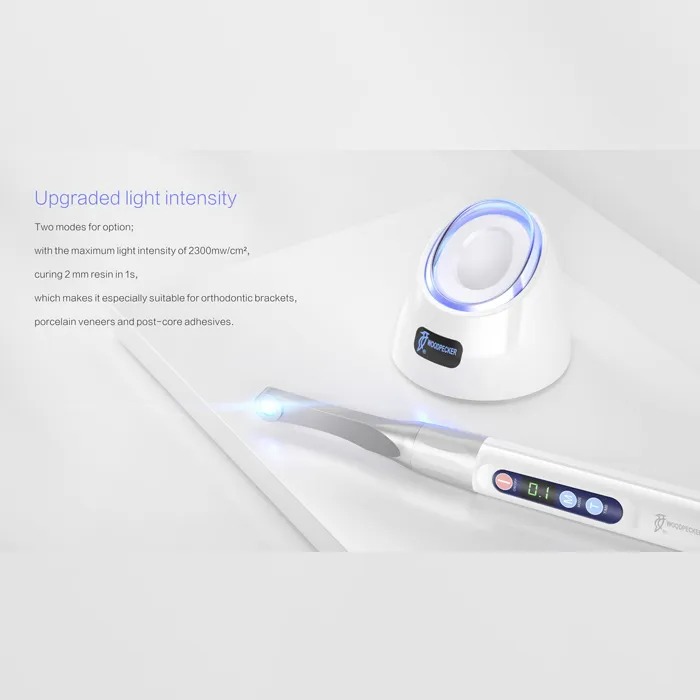 Upgraded light intensity
Two modes for option;
with the maximum light intensity of 2300mw/cm²,
curing 2 mm resin in 1s,
which makes it especially suitable for orthodontic brackets,
porcelain veneers and post-core adhesives.
WOODPECKER
0.1
M
T
WOODPECKER